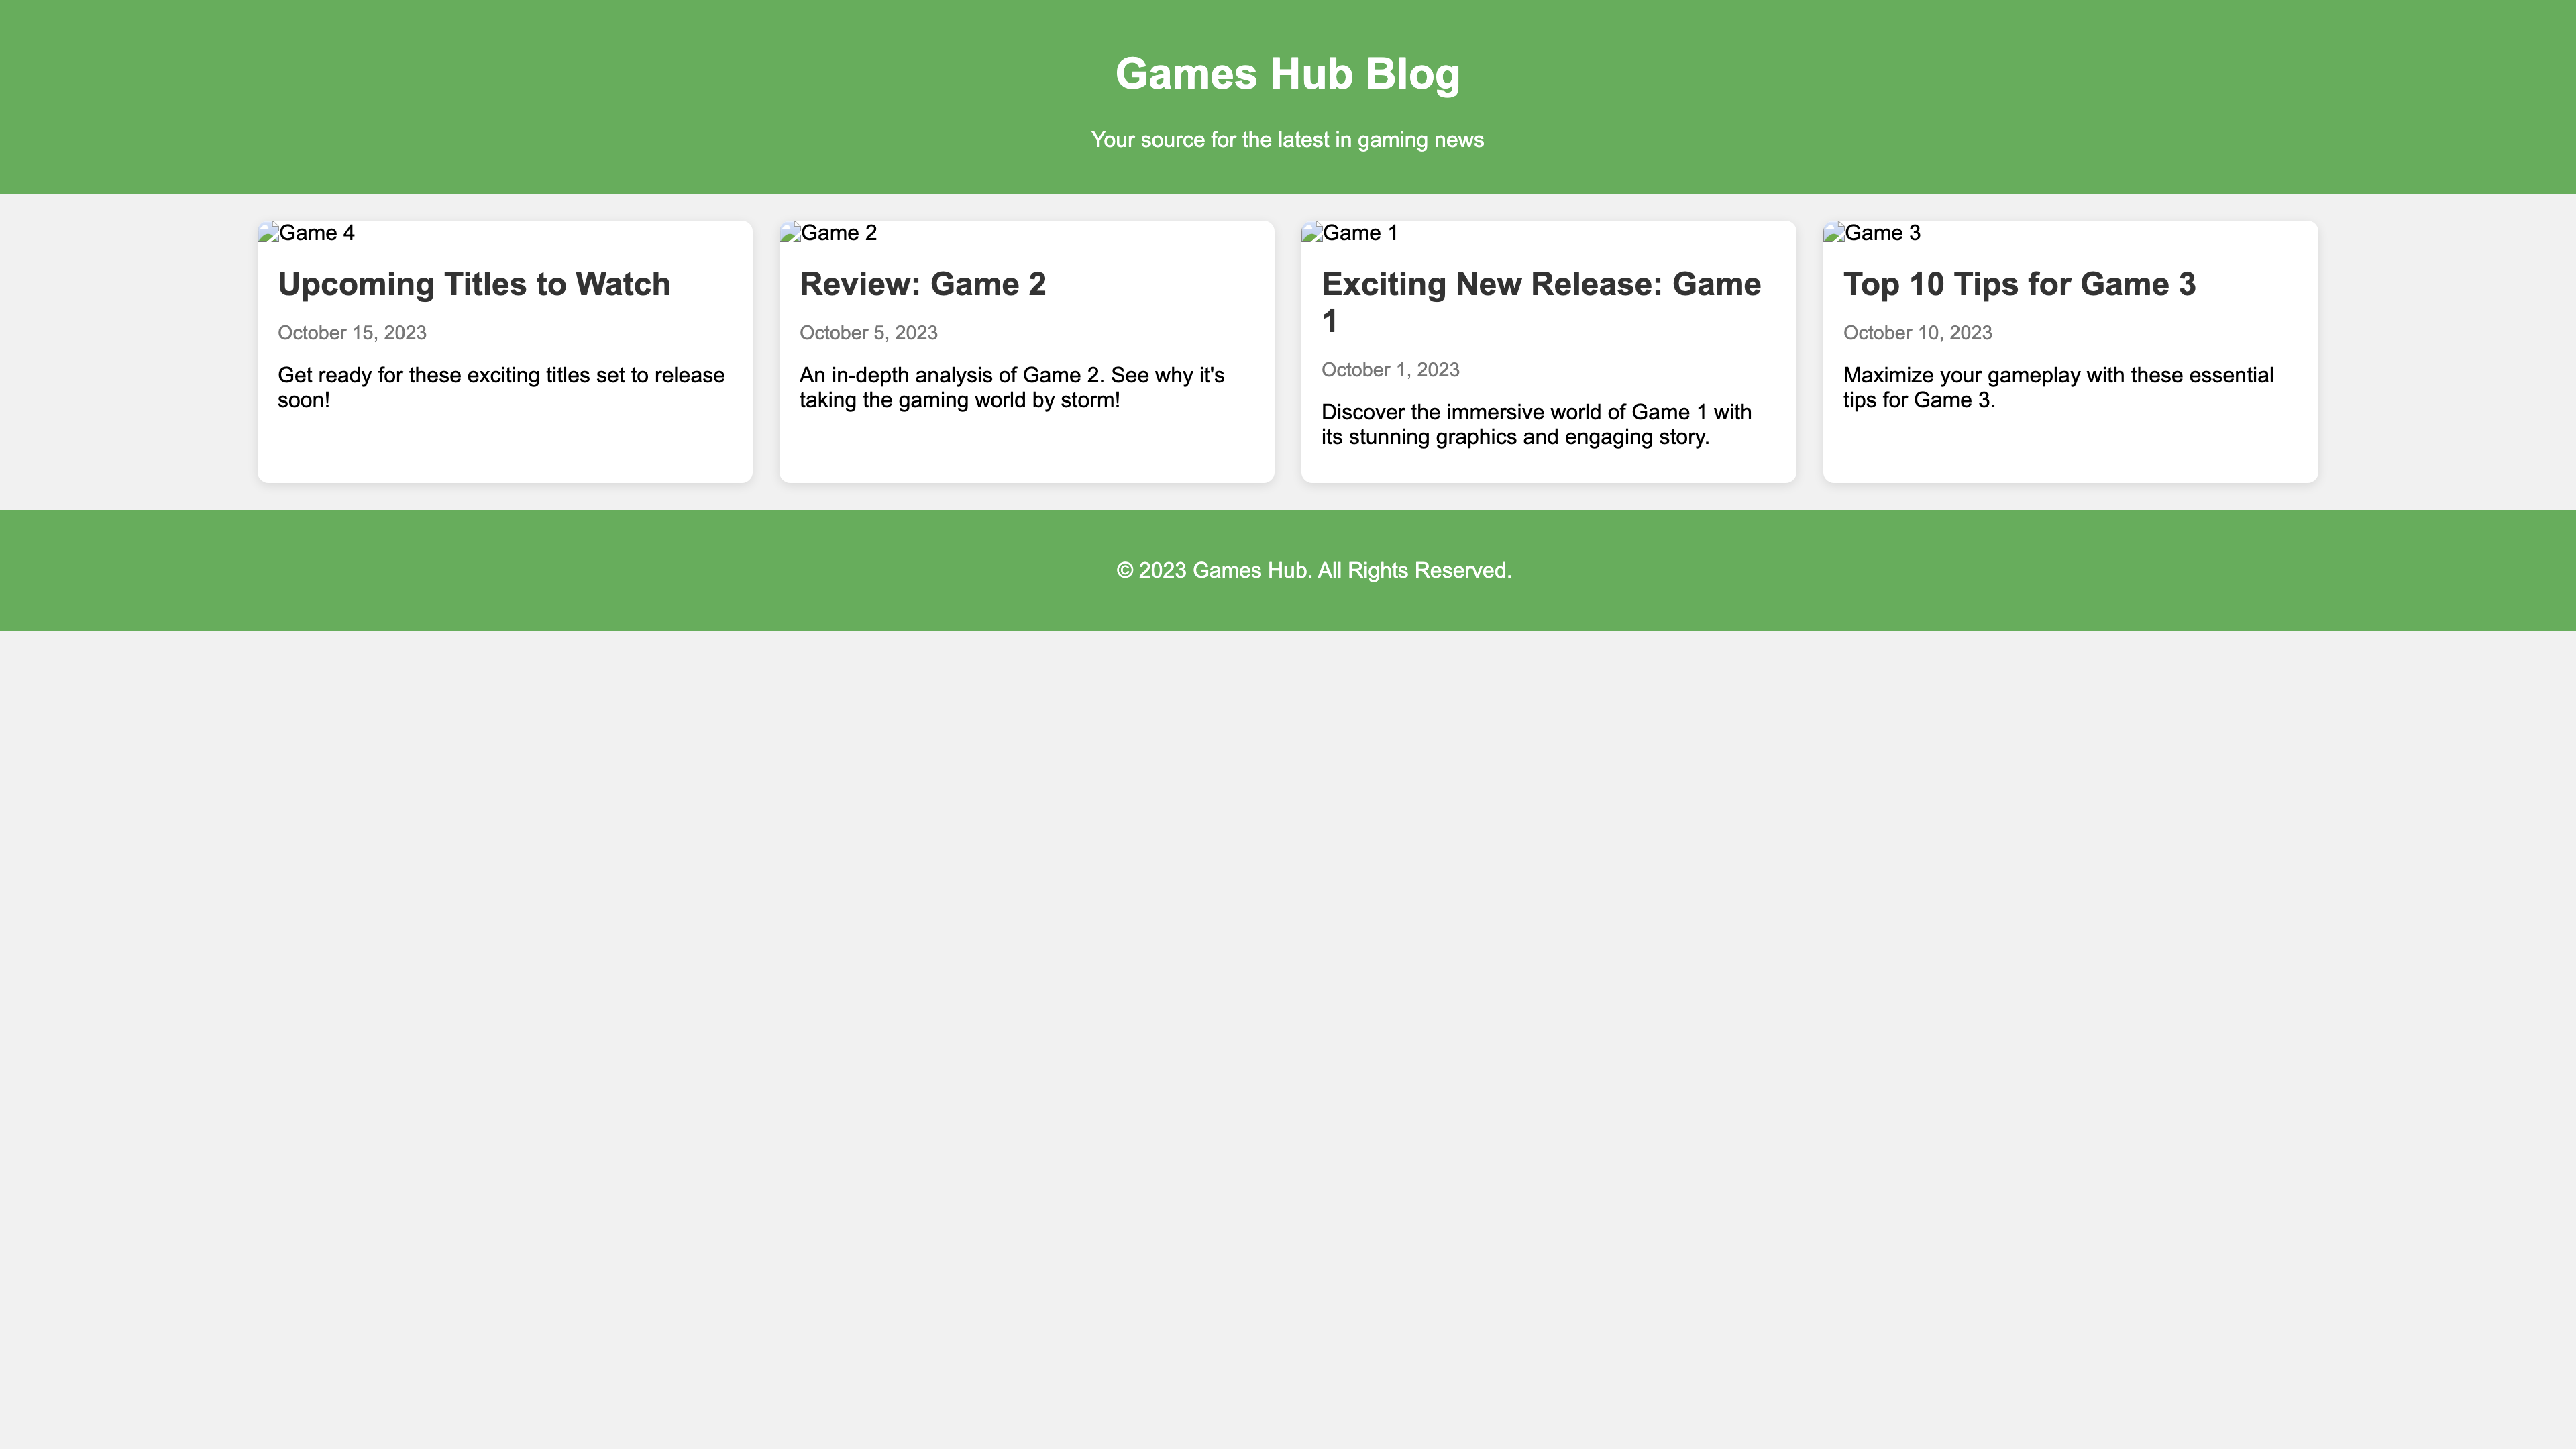 Games Hub Blog
Your source for the latest in gaming news
Game 4
Upcoming Titles to Watch
October 15, 2023
Get ready for these exciting titles set to release
soon!
Game 2
Review: Game 2
October 5, 2023
An in-depth analysis of Game 2. See why it's
taking the gaming world by storm!
Game 1
Exciting New Release: Game
1
October 1, 2023
Discover the immersive world of Game 1 with
its stunning graphics and engaging story.
Game 3
Top 10 Tips for Game 3
October 10, 2023
Maximize your gameplay with these essential
tips for Game 3.
© 2023 Games Hub. All Rights Reserved.